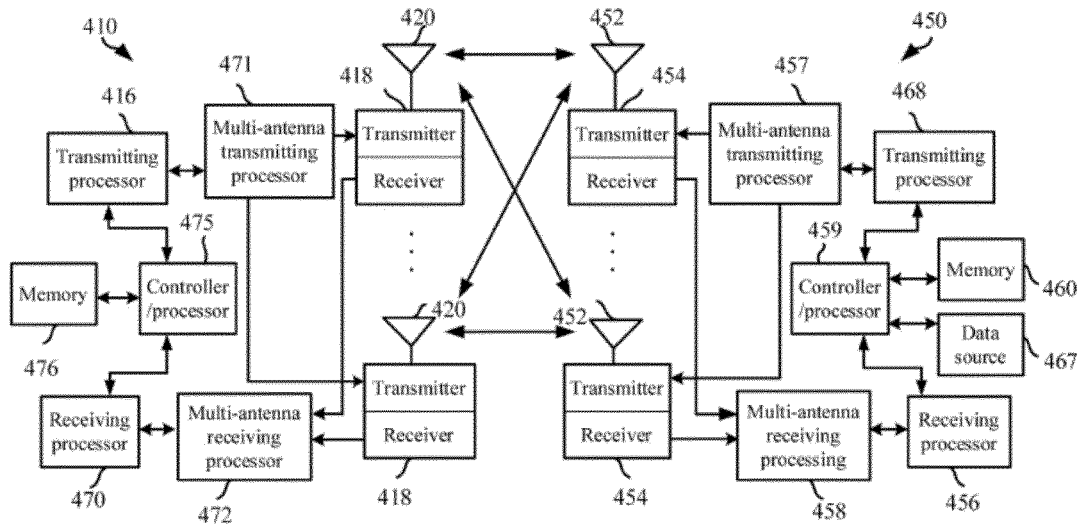 410
420
452
450
471
418
454
457
468
416
Multi-antenna
transmitting
processor
Transmitter
Receiver
Transmitter
Receiver
Multi-antenna
transmitting
processor
Transmitting
processor
Transmitting
processor
475
459
Memory
Controller
/processor
Controller
/processor
Memory
460
420
452
Data
source
476
467
Transmitter
Receiver
Transmitter
Receiver
Receiving
processor
Multi-antenna
receiving
processor
Multi-antenna
receiving
processing
Receiving
processor
470
472
418
454
458
456